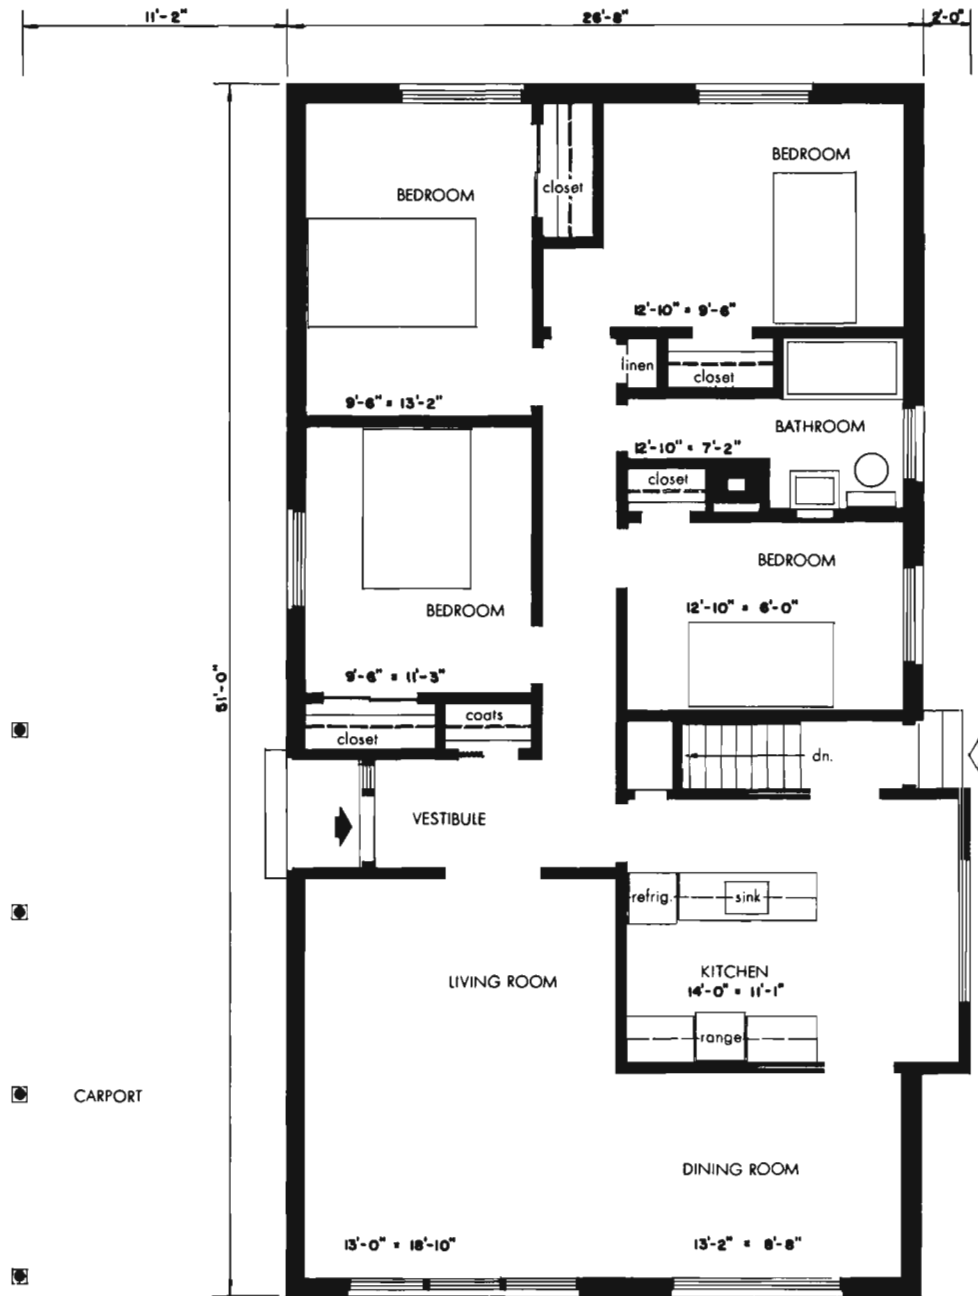 11'-2"
26'-8"
2'-0"
BEDROOM
closet
BEDROOM
12'-10" = 9'-6"
linen
closet
9'-6" = 13'-2"
BATHROOM
12'-10" = 7'-2"
closet
BEDROOM
12'-10" = 6'-0"
BEDROOM
9'-6" = 11'-3"
51'-0"
closet
coats
dn.
VESTIBULE
refrig.
sink
LIVING ROOM
KITCHEN
14'-0" = 11'-1"
range
CARPORT
DINING ROOM
13'-0" = 18'-10"
13'-2" = 8'-8"